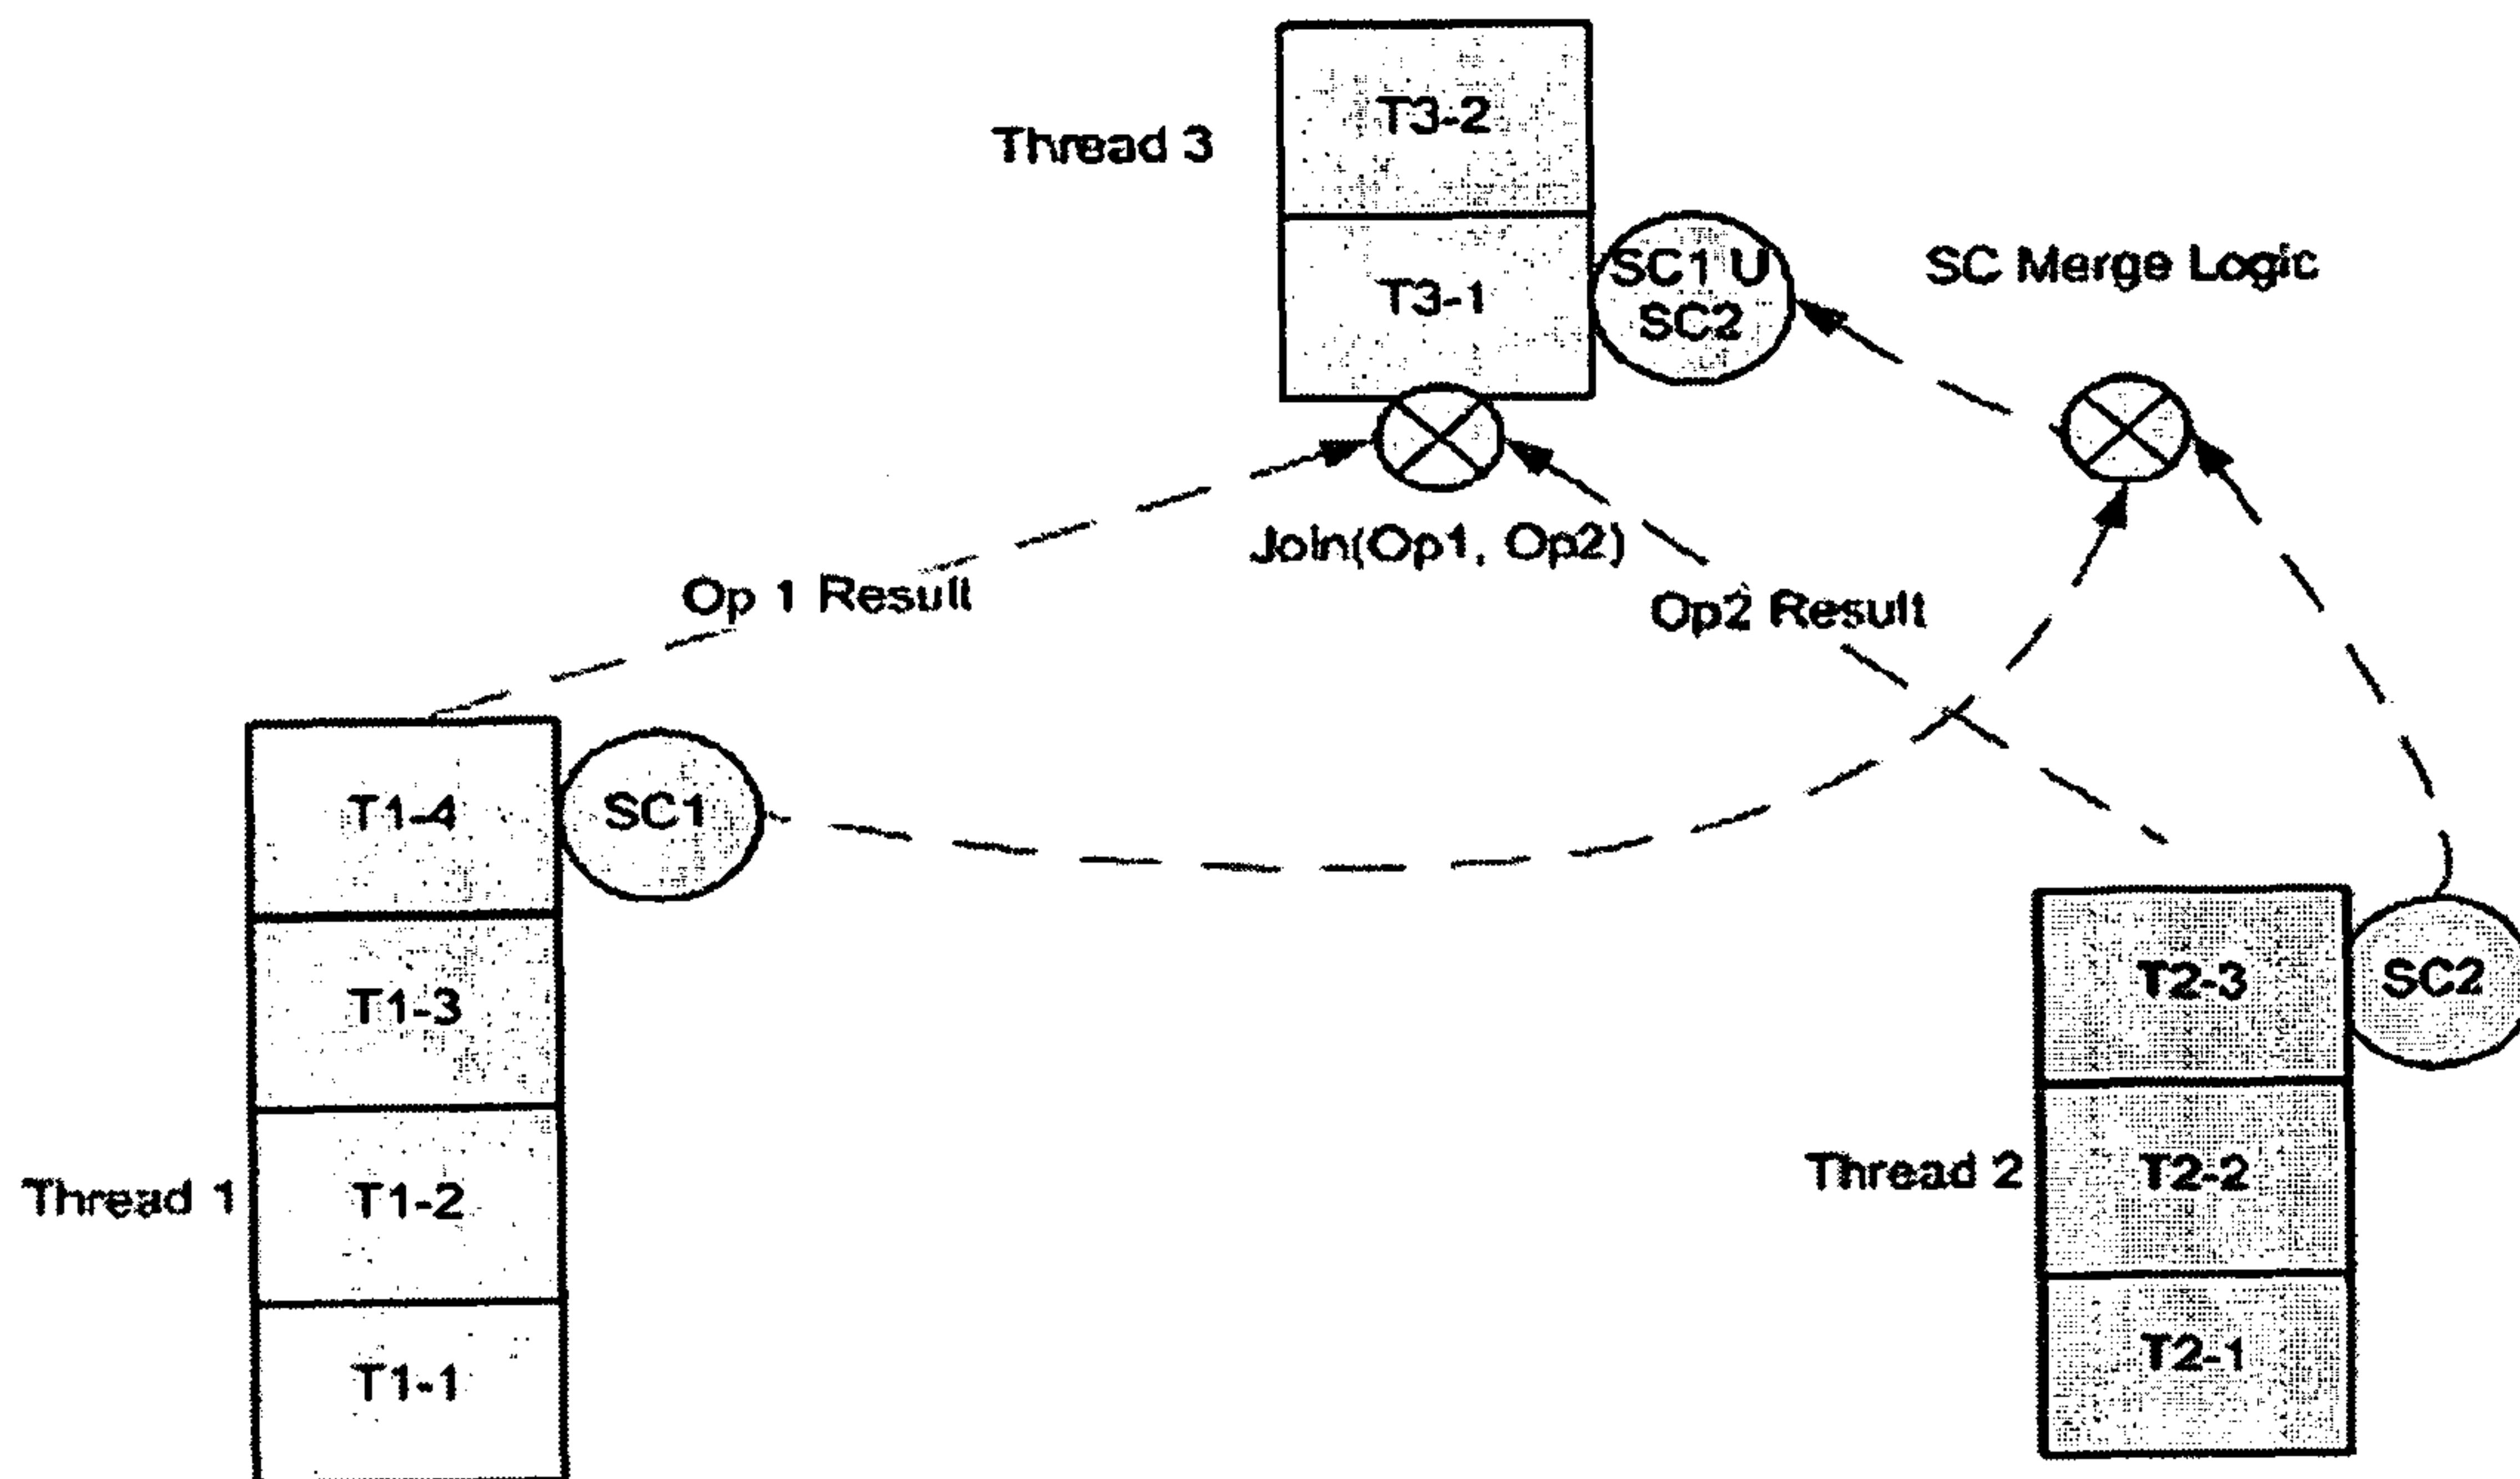 T3-2
Thread 3
SC1 U
SC2
SC Merge Logic
T3-1
Join(Op1, Op2)
Op 1 Result
Op2 Result
T1-4
SC1
T2-3
SC2
T1-3
Thread 1
T1-2
Thread 2
T2-2
T2-1
T1-1